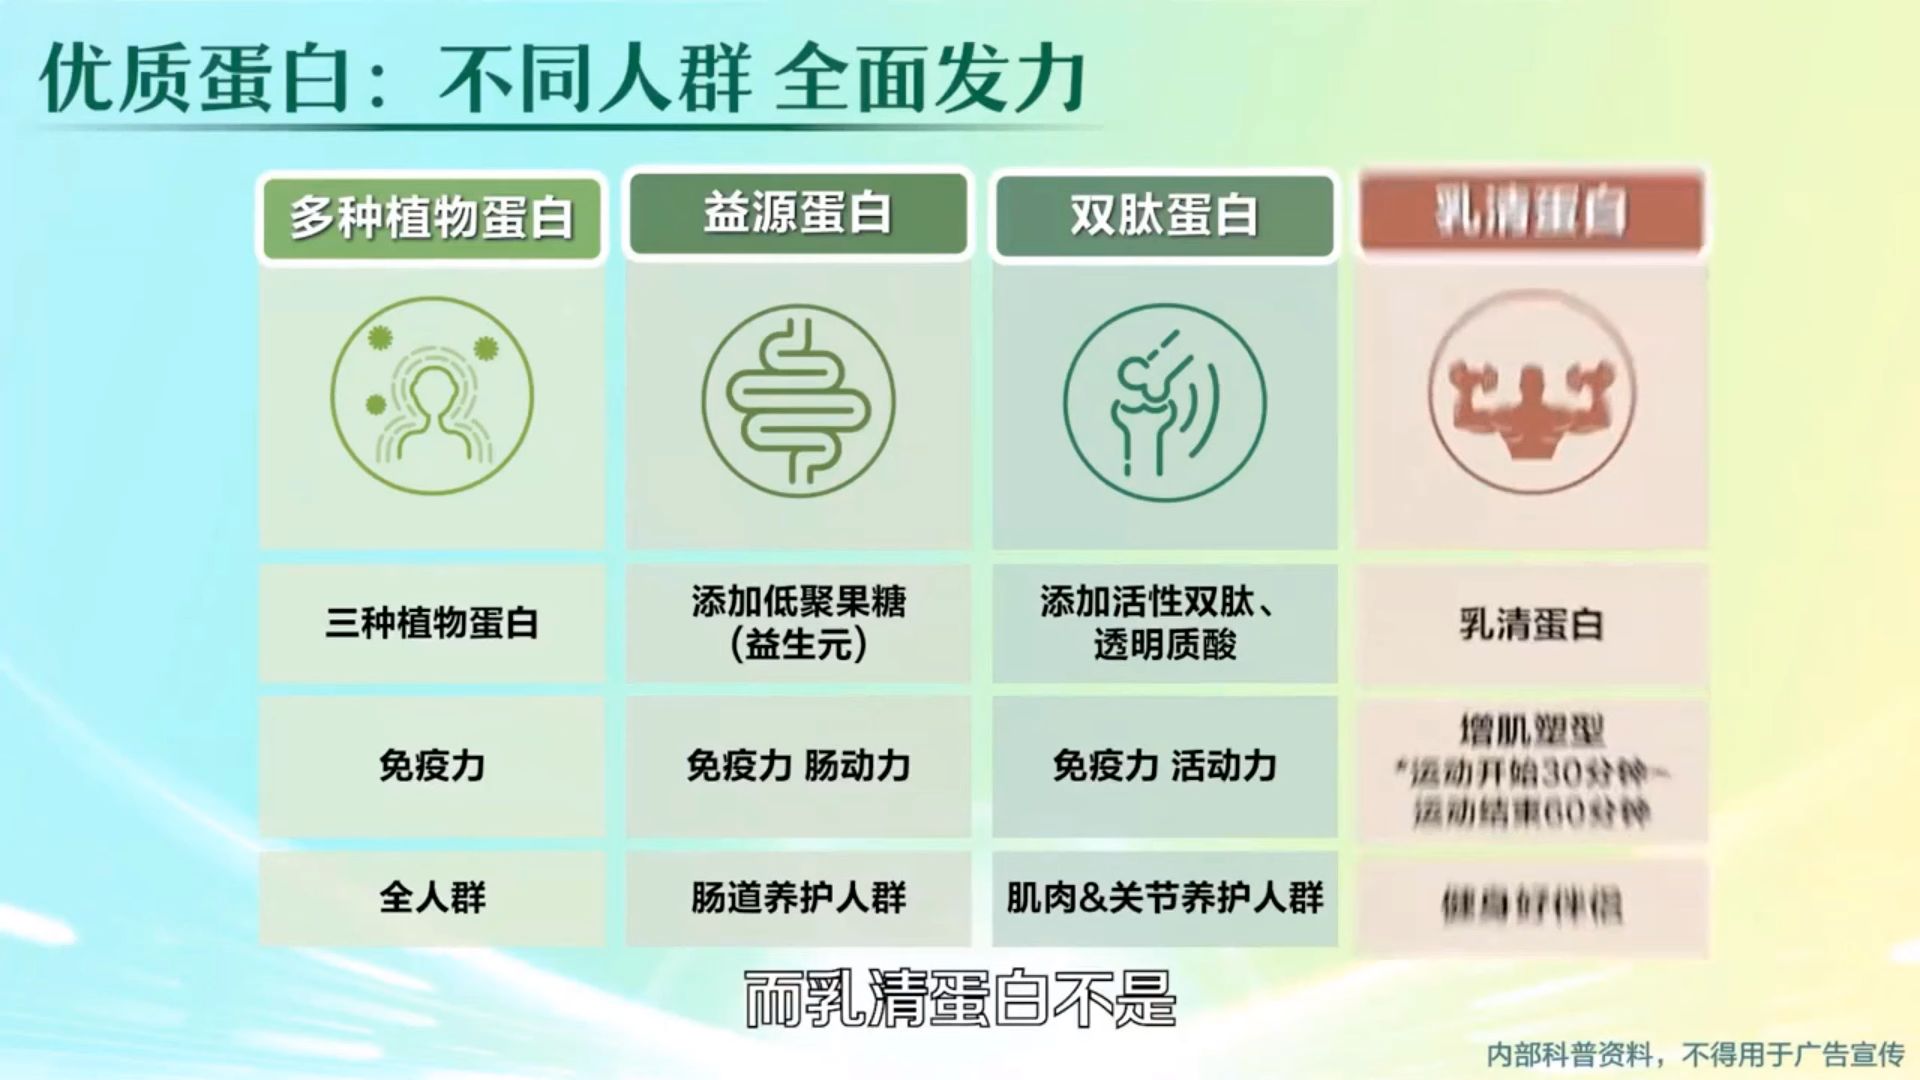 优质蛋白：不同人群 全面发力
多种植物蛋白
益源蛋白
双肽蛋白
乳清蛋白
三种植物蛋白
添加低聚果糖
(益生元)
添加活性双肽、
透明质酸
乳清蛋白
免疫力
免疫力 肠动力
免疫力 活动力
增肌塑型
*运动开始30分钟~
运动结束60分钟
全人群
肠道养护人群
肌肉&关节养护人群
健身好伴侣
而乳清蛋白不是
内部科普资料，不得用于广告宣传